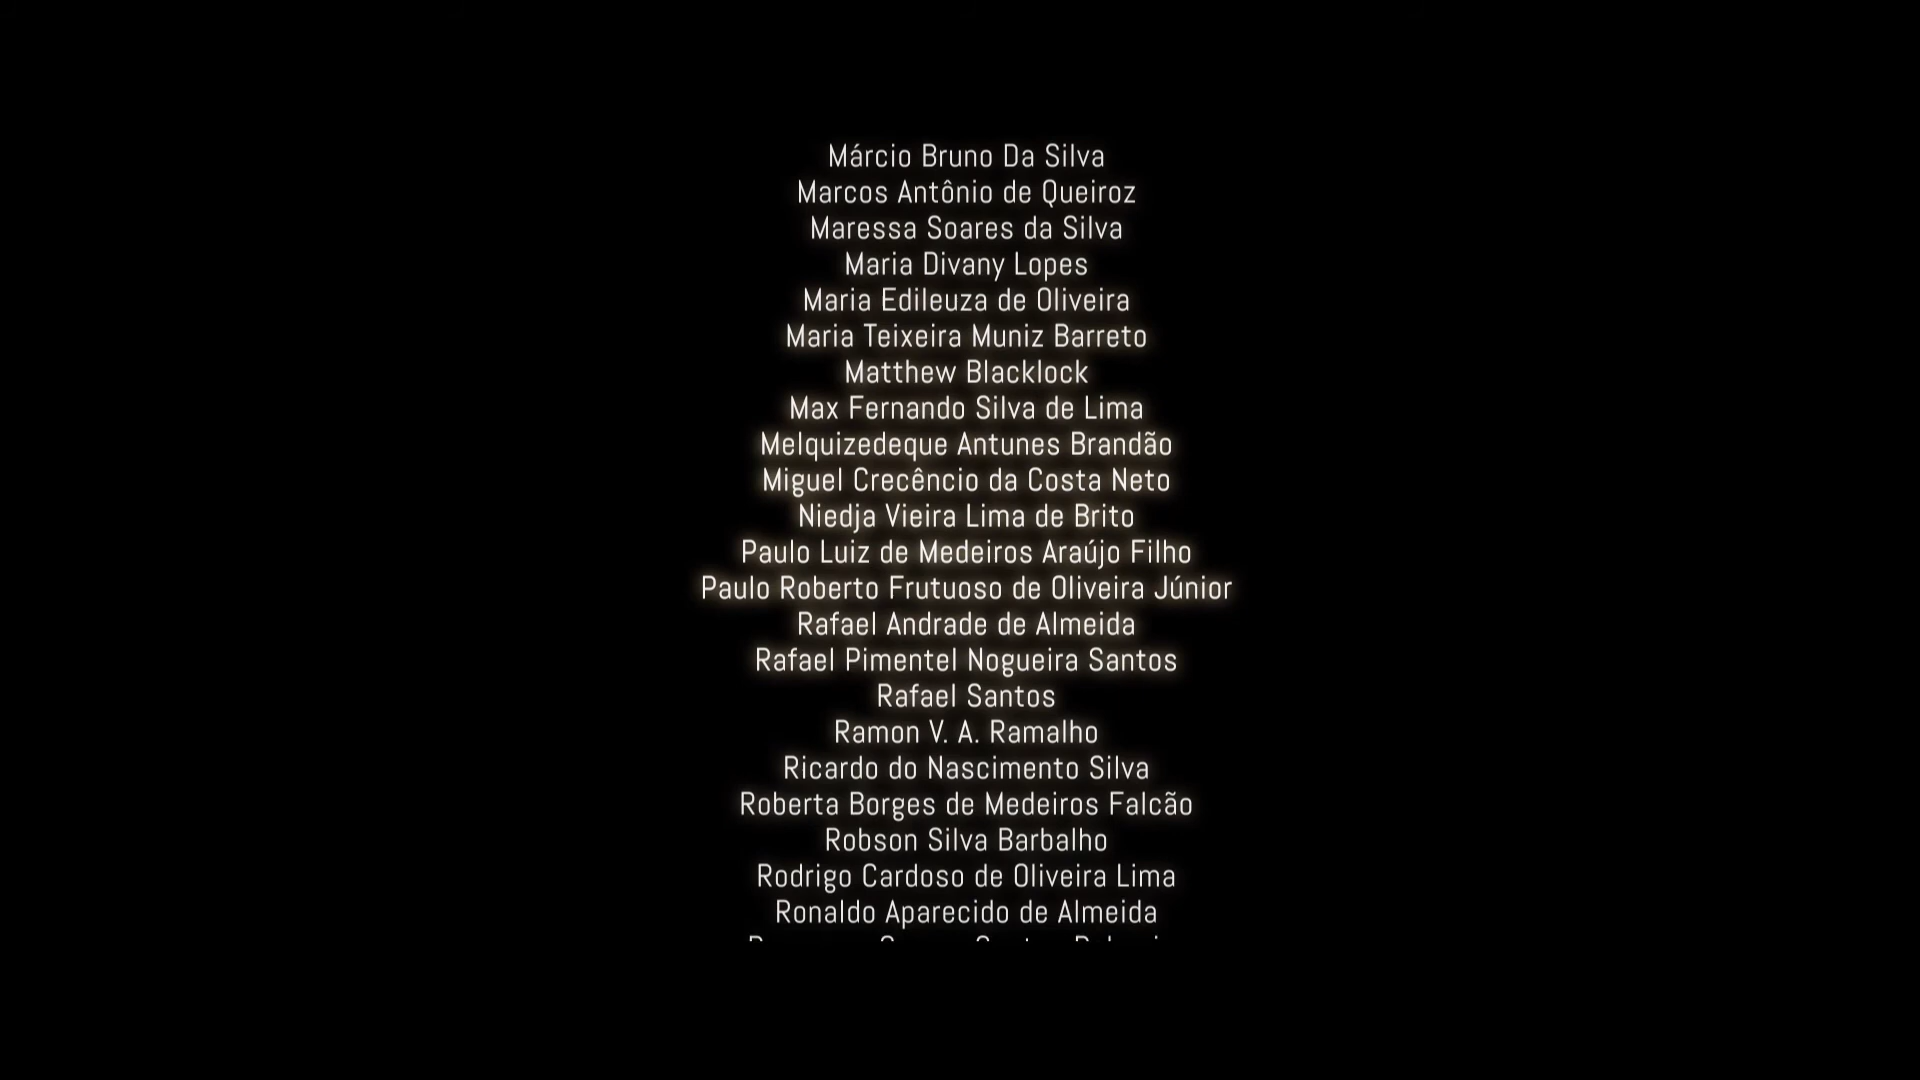 Márcio Bruno Da Silva
Marcos Antônio de Queiroz
Maressa Soares da Silva
Maria Divany Lopes
Maria Edileuza de Oliveira
Maria Teixeira Muniz Barreto
Matthew Blacklock
Max Fernando Silva de Lima
Melquizedeque Antunes Brandão
Miguel Crecêncio da Costa Neto
Niedja Vieira Lima de Brito
Paulo Luiz de Medeiros Araújo Filho
Paulo Roberto Frutuoso de Oliveira Júnior
Rafael Andrade de Almeida
Rafael Pimentel Nogueira Santos
Rafael Santos
Ramon V. A. Ramalho
Ricardo do Nascimento Silva
Roberta Borges de Medeiros Falcão
Robson Silva Barbalho
Rodrigo Cardoso de Oliveira Lima
Ronaldo Aparecido de Almeida